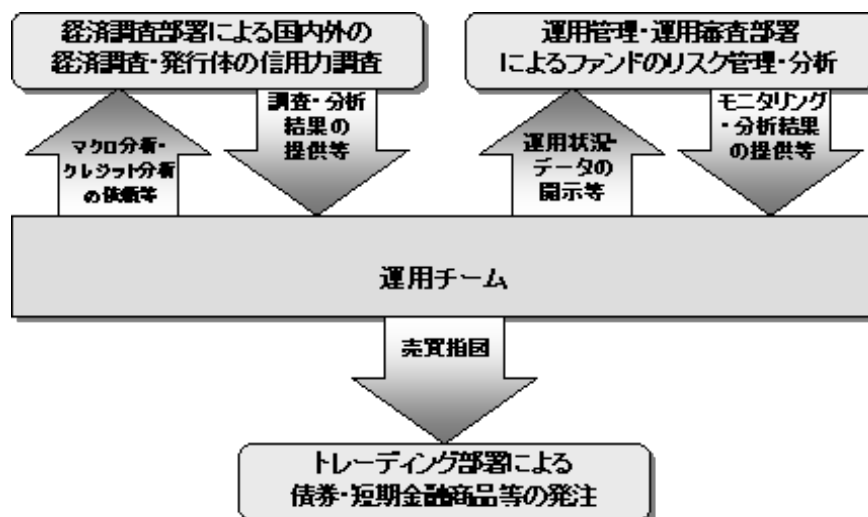 経済調査部署による国内外の
経済調査・発行体の信用力調査
運用管理・運用審査部署
によるファンドのリスク管理・分析
マクロ分析・
クレジット分析
の依頼等
調査・分析
結果の
提供等
運用状況・
データの
開示等
モニタリング
・分析結果
の提供等
運用チーム
売買指図
トレーディング部署による
債券・短期金融商品等の発注